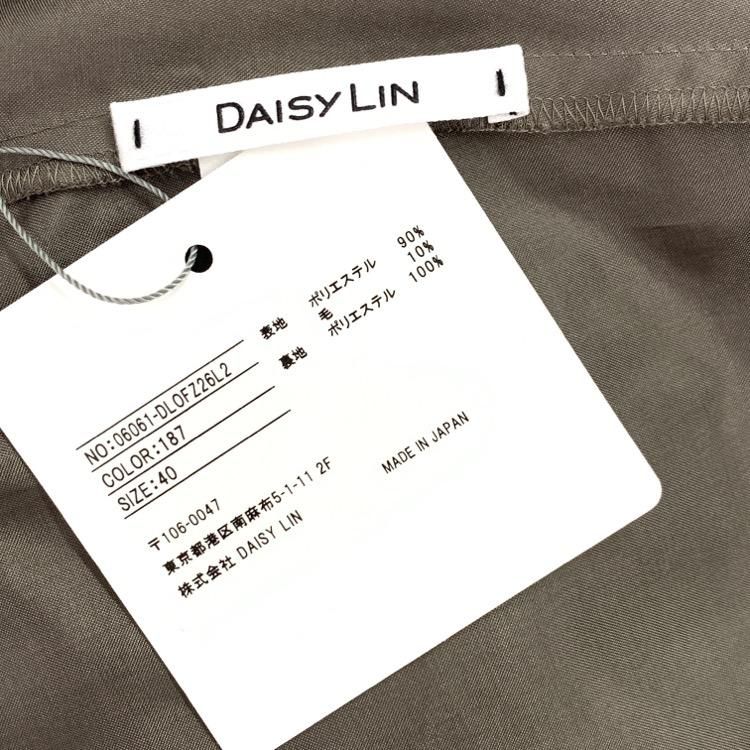 DAISY LIN
表地 ポリエステル 90%
毛 10%
裏地 ポリエステル 100%
NO:06061-DLOFZ26L2
COLOR:187
SIZE:40
MADE IN JAPAN
〒106-0047
東京都港区南麻布5-1-11 2F
株式会社 DAISY LIN